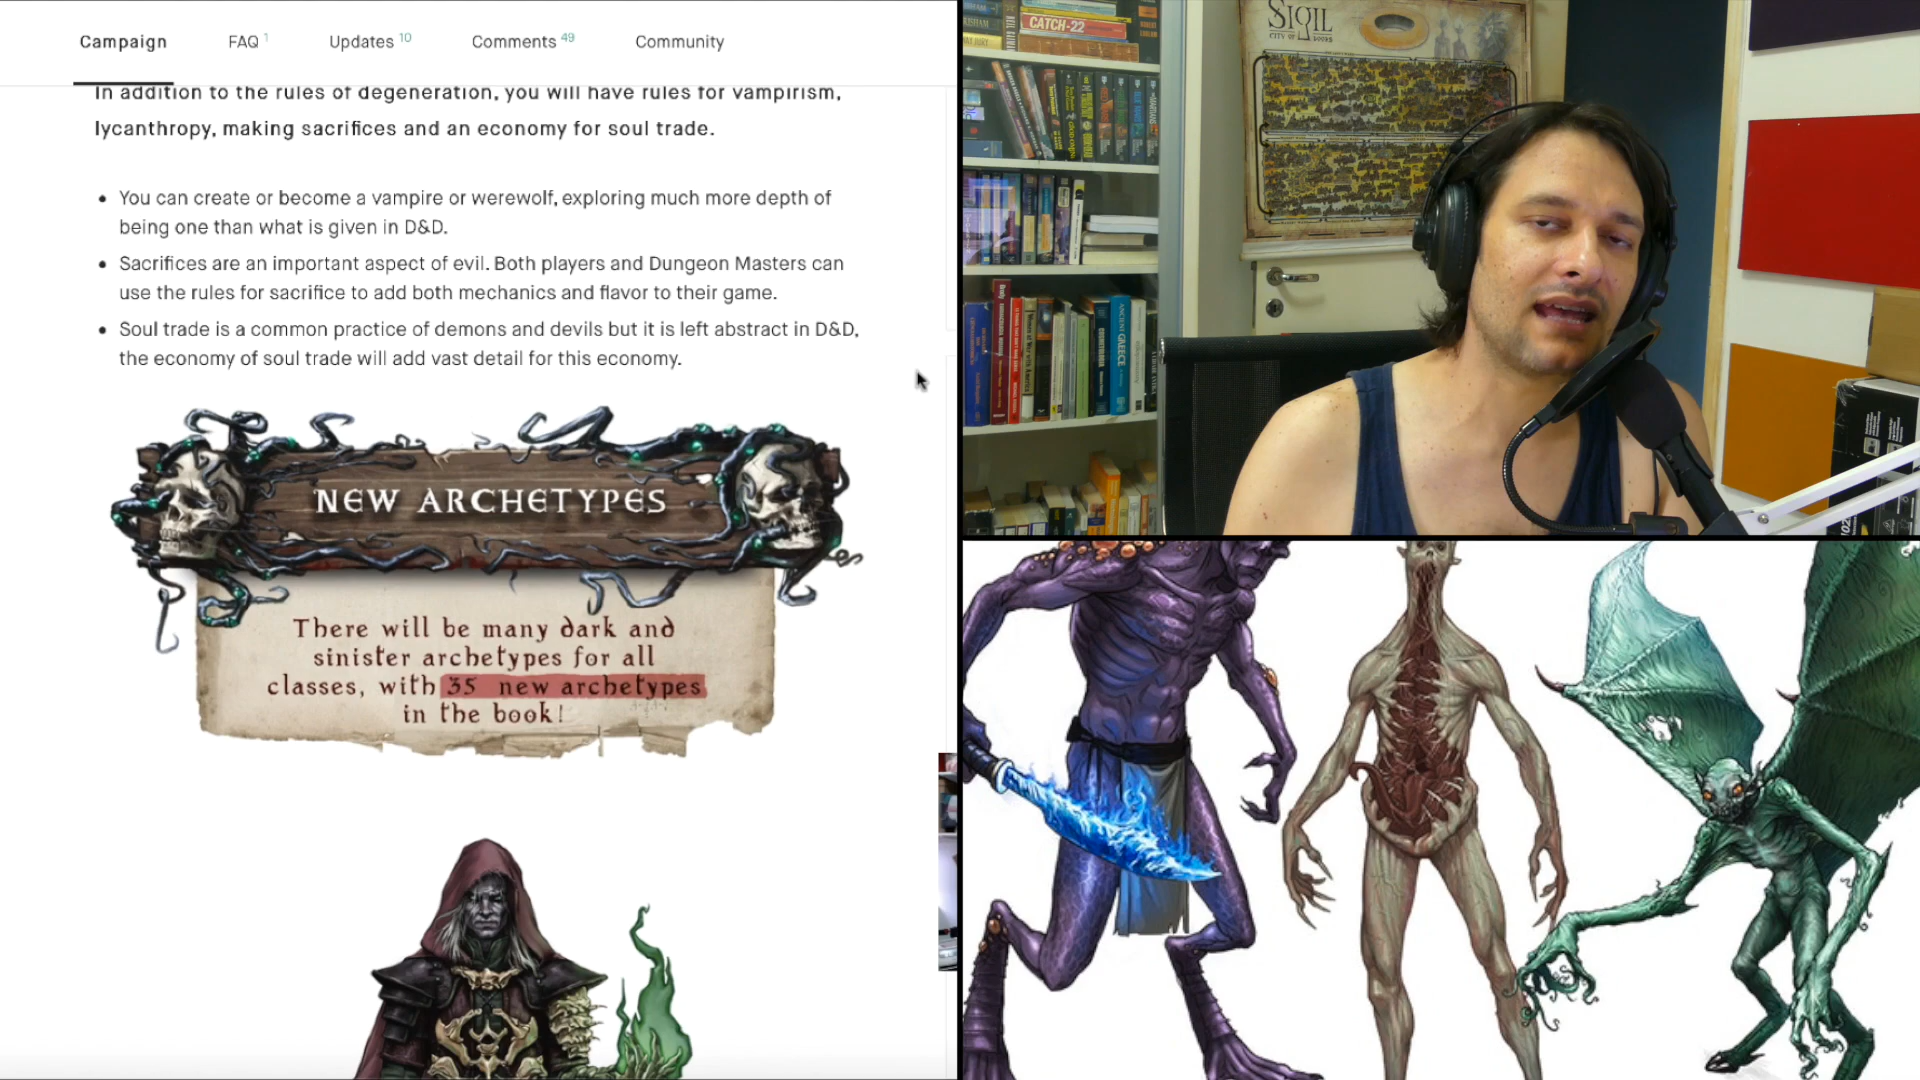 Campaign
FAQ 1
Updates 10
Comments 49
Community
In addition to the rules of degeneration, you will have rules for vampirism,
lycanthropy, making sacrifices and an economy for soul trade.
• You can create or become a vampire or werewolf, exploring much more depth of
being one than what is given in D&D.
• Sacrifices are an important aspect of evil. Both players and Dungeon Masters can
use the rules for sacrifice to add both mechanics and flavor to their game.
• Soul trade is a common practice of demons and devils but it is left abstract in D&D,
the economy of soul trade will add vast detail for this economy.
NEW ARCHETYPES
There will be many dark and
sinister archetypes for all
classes, with 35 new archetypes
in the book!
CATCH-22
SIGIL
CITY OF DOORS
ANCIENT GREECE